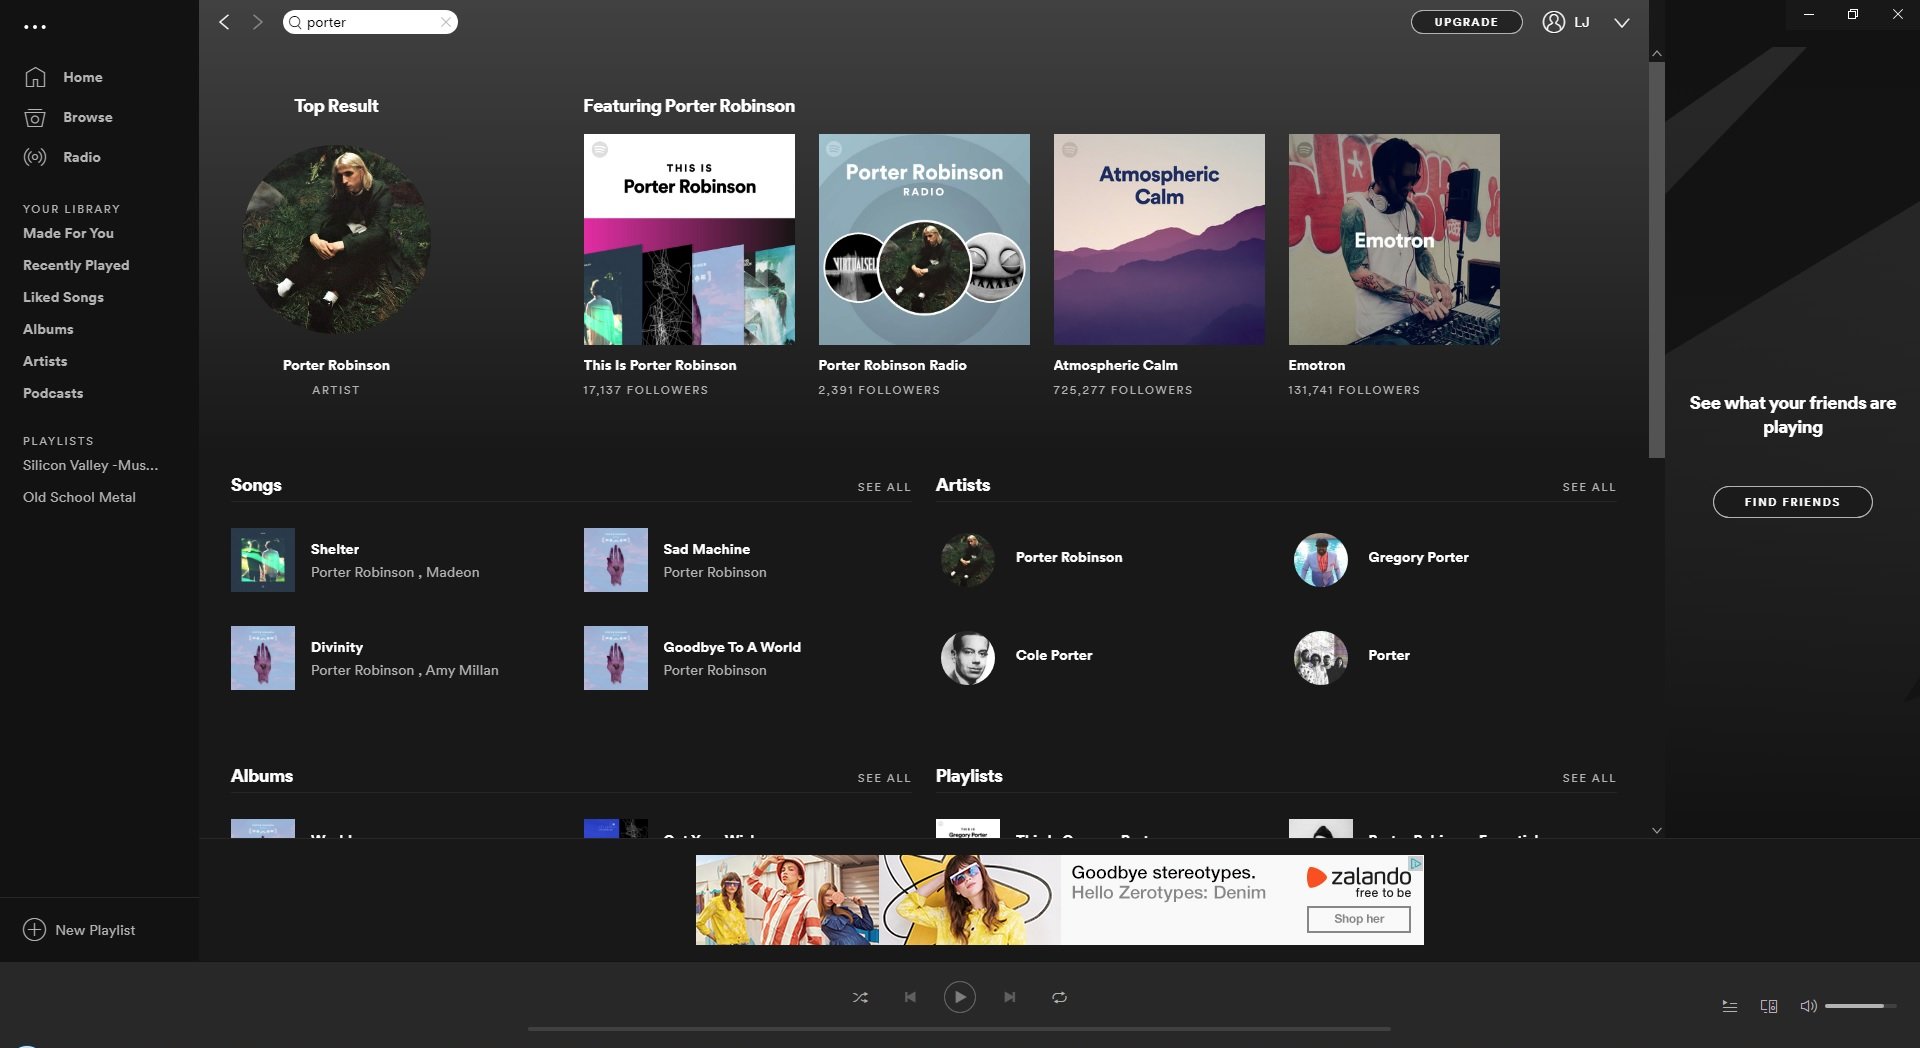 porter
UPGRADE
LJ
Home
Browse
Radio
YOUR LIBRARY
Made For You
Recently Played
Liked Songs
Albums
Artists
Podcasts
PLAYLISTS
Silicon Valley -Mus...
Old School Metal
New Playlist
Top Result
Porter Robinson
ARTIST
Featuring Porter Robinson
THIS IS
Porter Robinson
This Is Porter Robinson
17,137 FOLLOWERS
Porter Robinson
RADIO
Porter Robinson Radio
2,391 FOLLOWERS
Atmospheric
Calm
Atmospheric Calm
725,277 FOLLOWERS
Emotron
Emotron
131,741 FOLLOWERS
Songs
SEE ALL
Shelter
Porter Robinson , Madeon
Sad Machine
Porter Robinson
Divinity
Porter Robinson , Amy Millan
Goodbye To A World
Porter Robinson
Artists
SEE ALL
Porter Robinson
Gregory Porter
Cole Porter
Porter
Albums
SEE ALL
Playlists
SEE ALL
THIS IS
Gregory Porter
See what your friends are
playing
FIND FRIENDS
Goodbye stereotypes.
Hello Zerotypes: Denim
zalando
free to be
Shop her